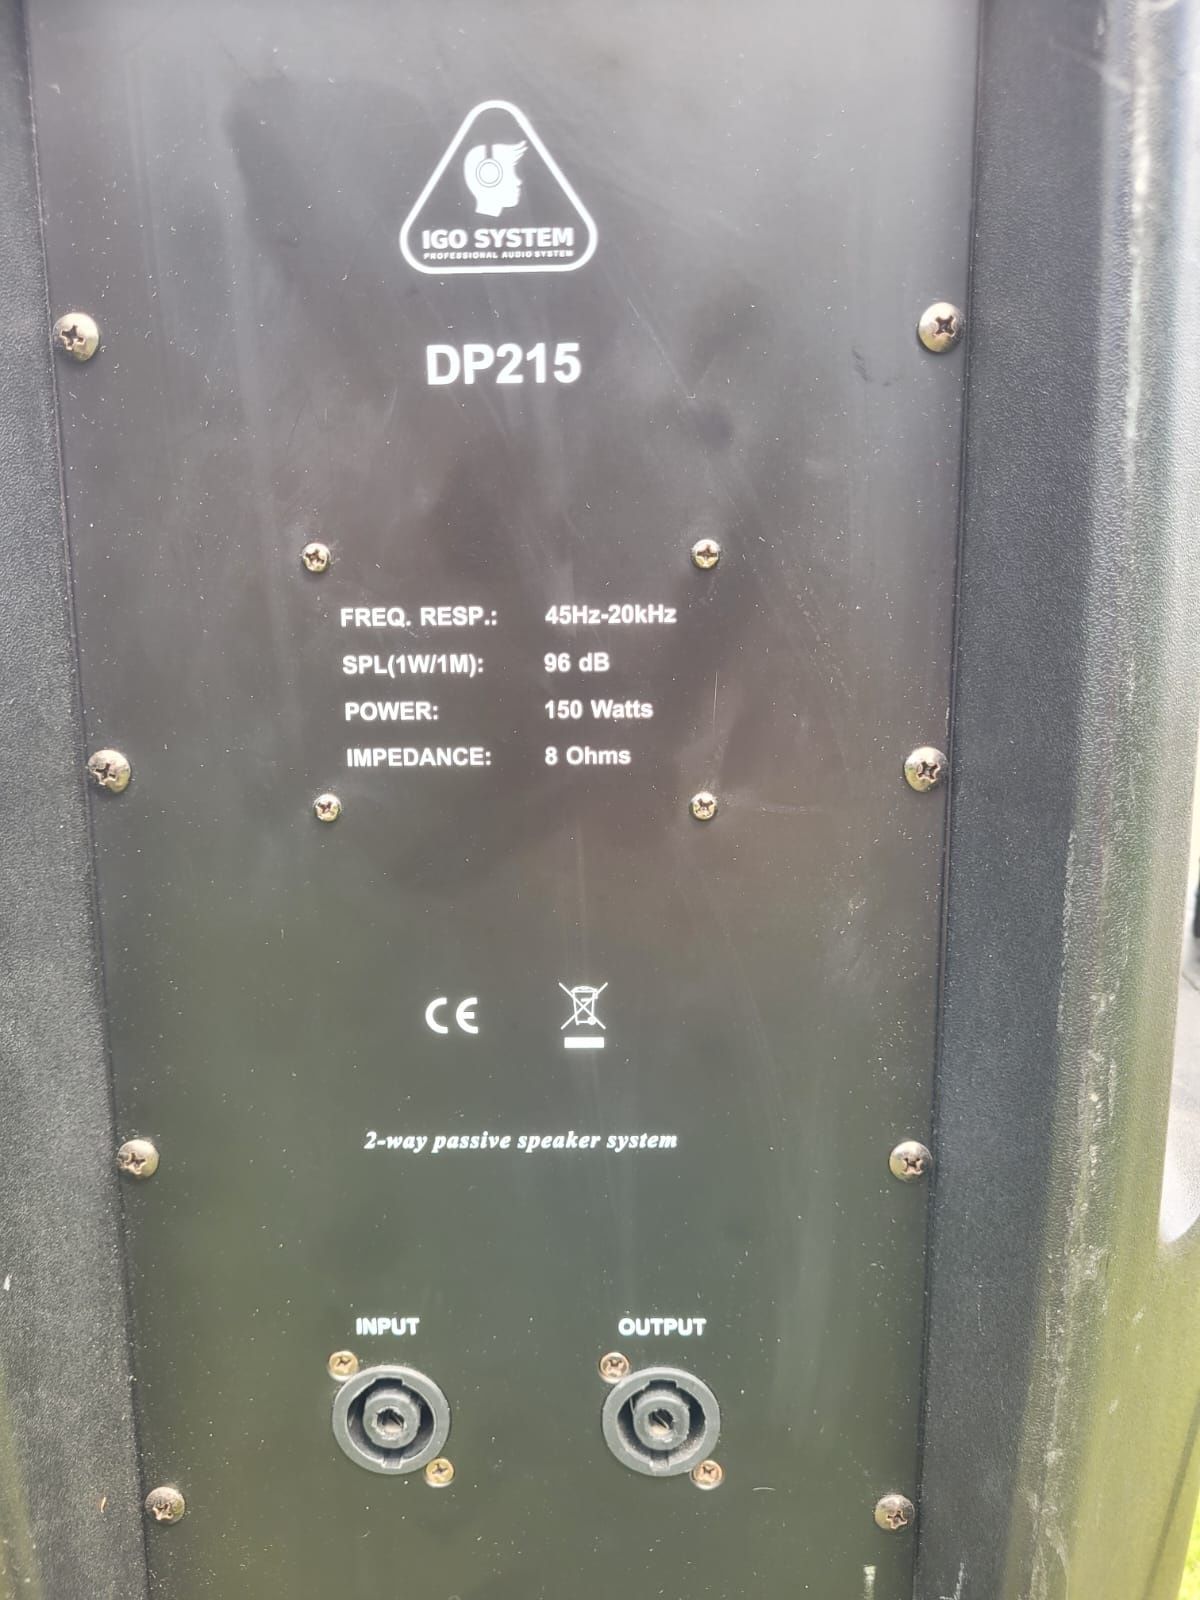 IGO SYSTEM
PROFESSIONAL AUDIO SYSTEM
DP215
FREQ. RESP.: 45Hz-20kHz
SPL(1W/1M): 96 dB
POWER: 150 Watts
IMPEDANCE: 8 Ohms
CE
2-way passive speaker system
INPUT OUTPUT